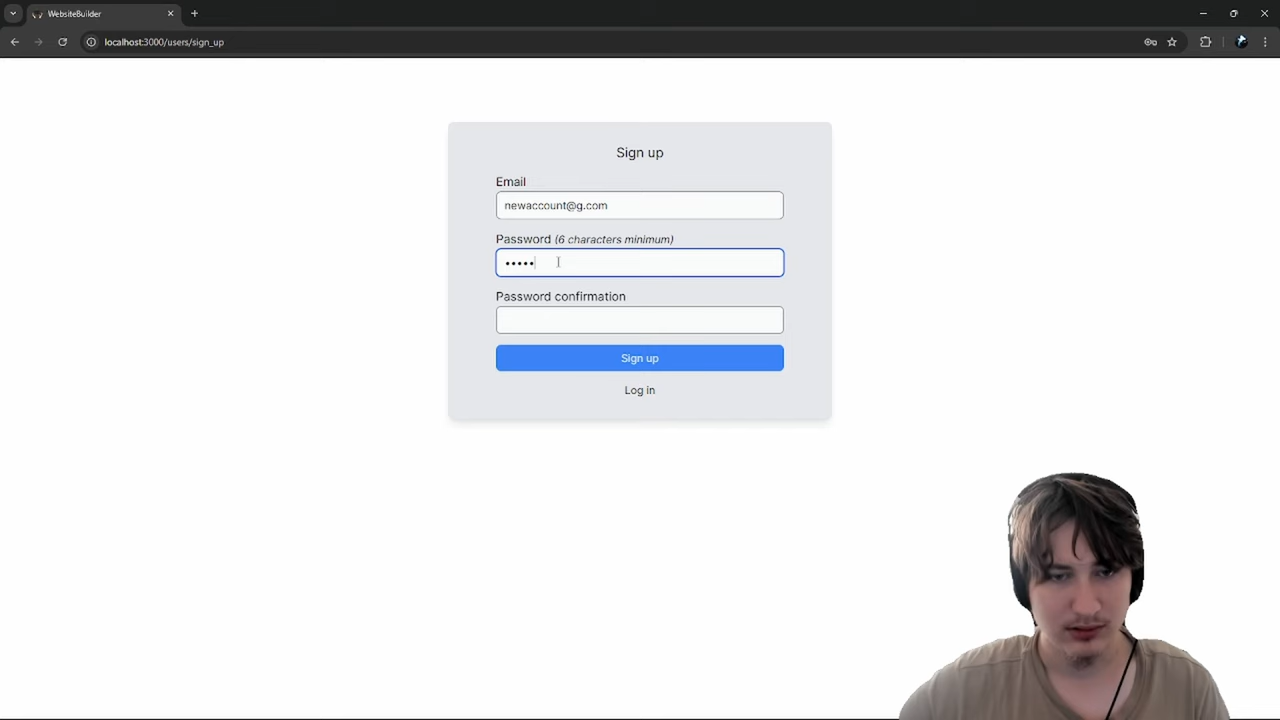 WebsiteBuilder
localhost:3000/users/sign_up
Sign up
Email
newaccount@g.com
Password (6 characters minimum)
•••••
Password confirmation
Sign up
Log in